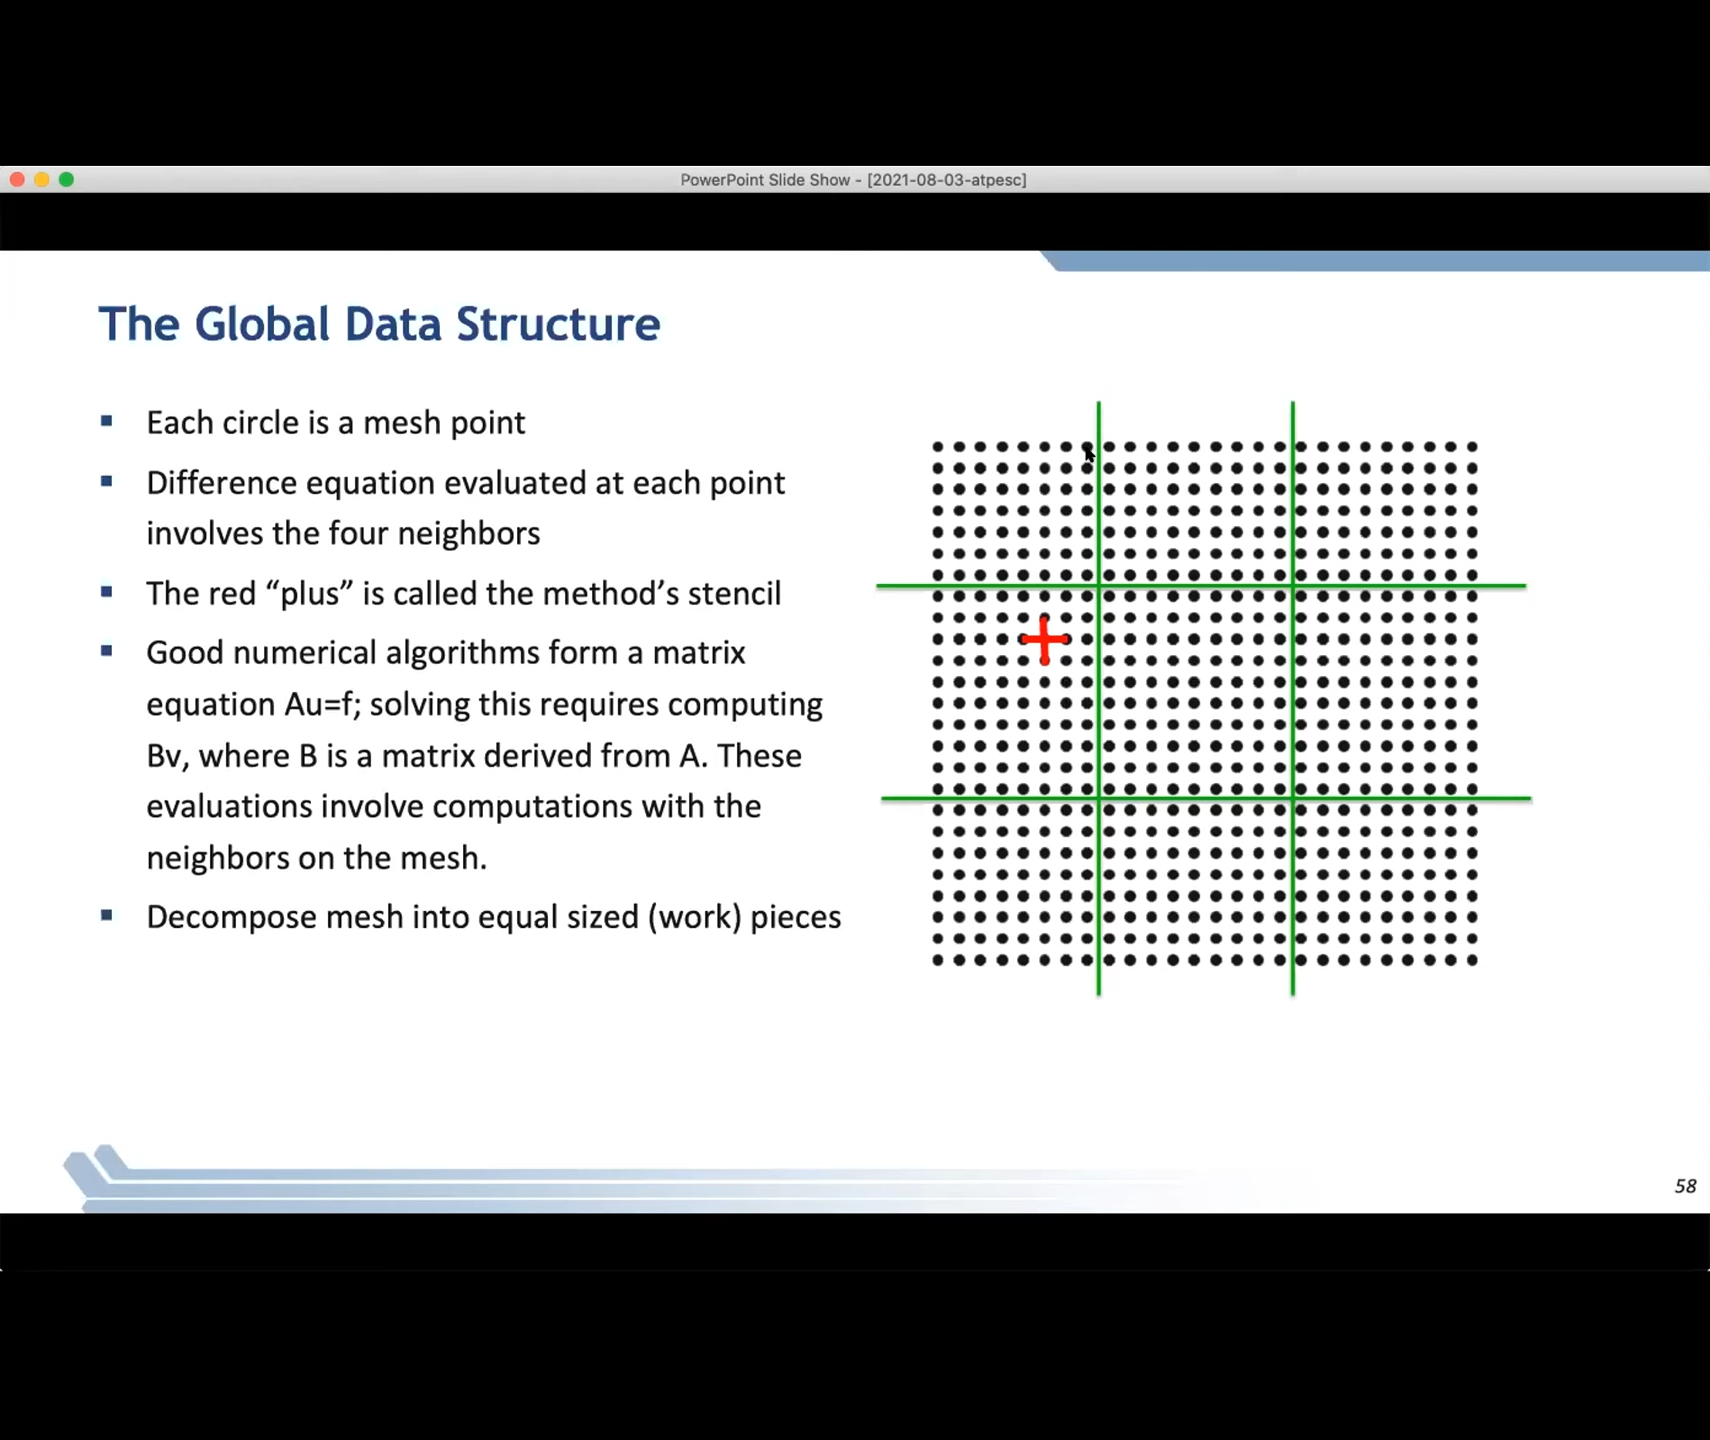 PowerPoint Slide Show - [2021-08-03-atpesc]
The Global Data Structure
▪ Each circle is a mesh point
▪ Difference equation evaluated at each point
involves the four neighbors
▪ The red “plus” is called the method’s stencil
▪ Good numerical algorithms form a matrix
equation Au=f; solving this requires computing
Bv, where B is a matrix derived from A. These
evaluations involve computations with the
neighbors on the mesh.
▪ Decompose mesh into equal sized (work) pieces
58